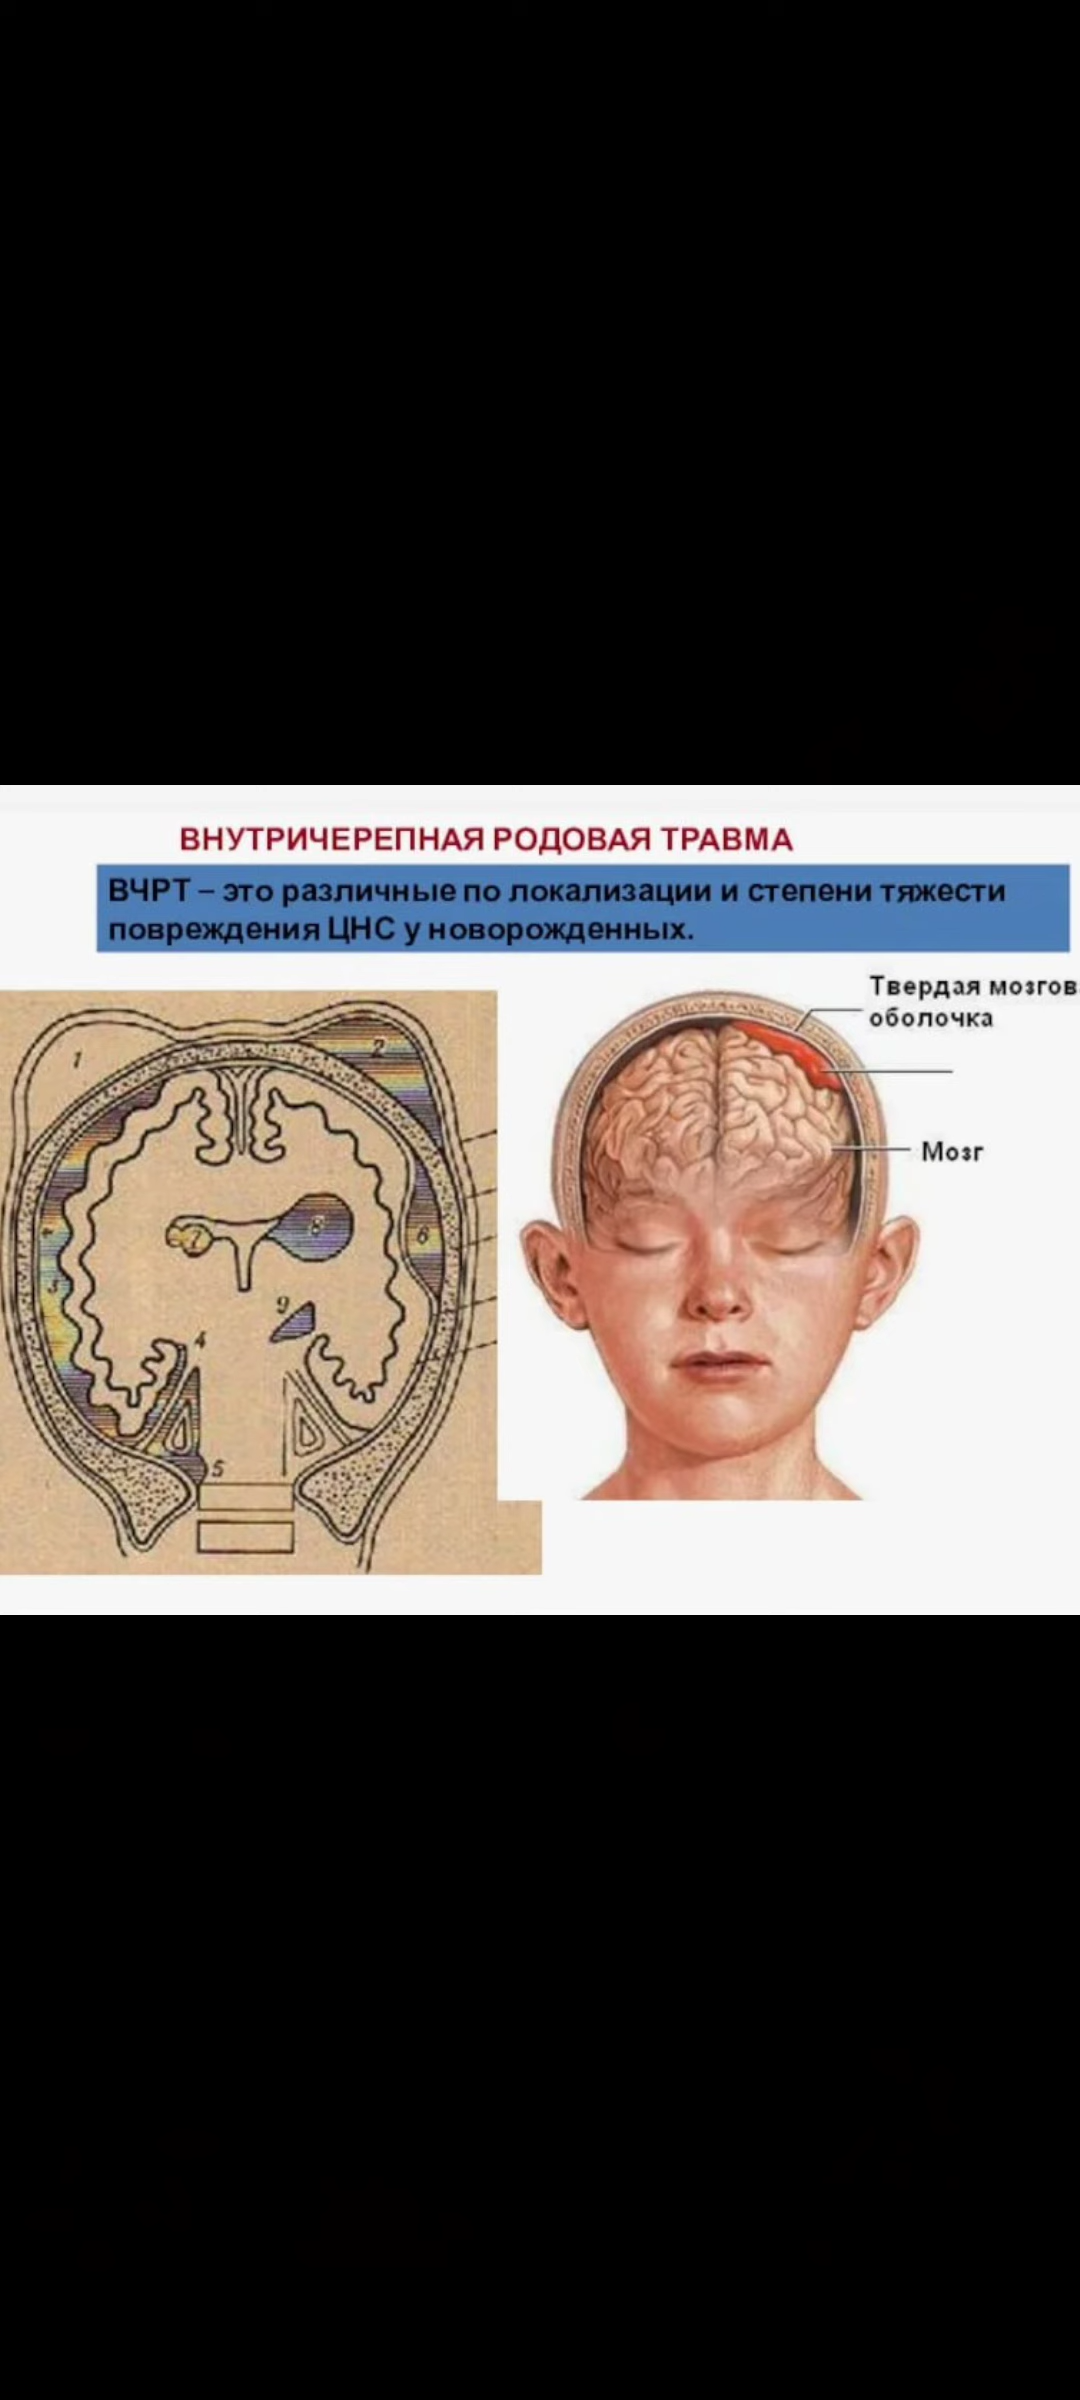 ВНУТРИЧЕРЕПНАЯ РОДОВАЯ ТРАВМА
ВЧРТ – это различные по локализации и степени тяжести
повреждения ЦНС у новорожденных.
Твердая мозгов
оболочка
Мозг
1
2
3
4
5
6
7
8
9